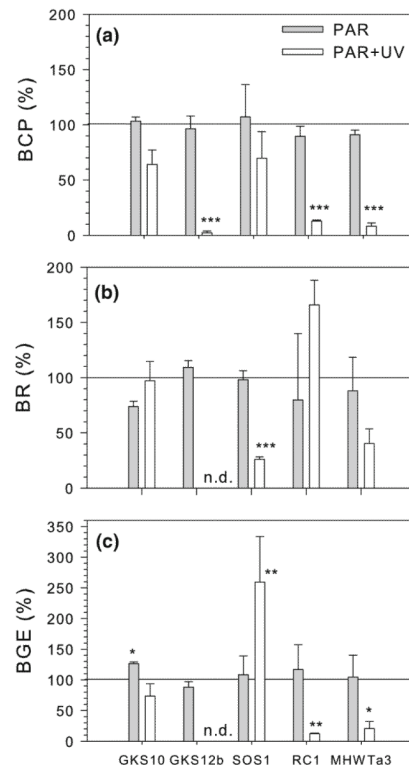 (a)
PAR
PAR+UV
BCP (%)
200
150
100
50
0
***
***
***
(b)
BR (%)
200
150
100
50
0
n.d.
***
(c)
BGE (%)
350
300
250
200
150
100
50
0
*
n.d.
**
**
*
GKS10 GKS12b SOS1 RC1 MHWTa3